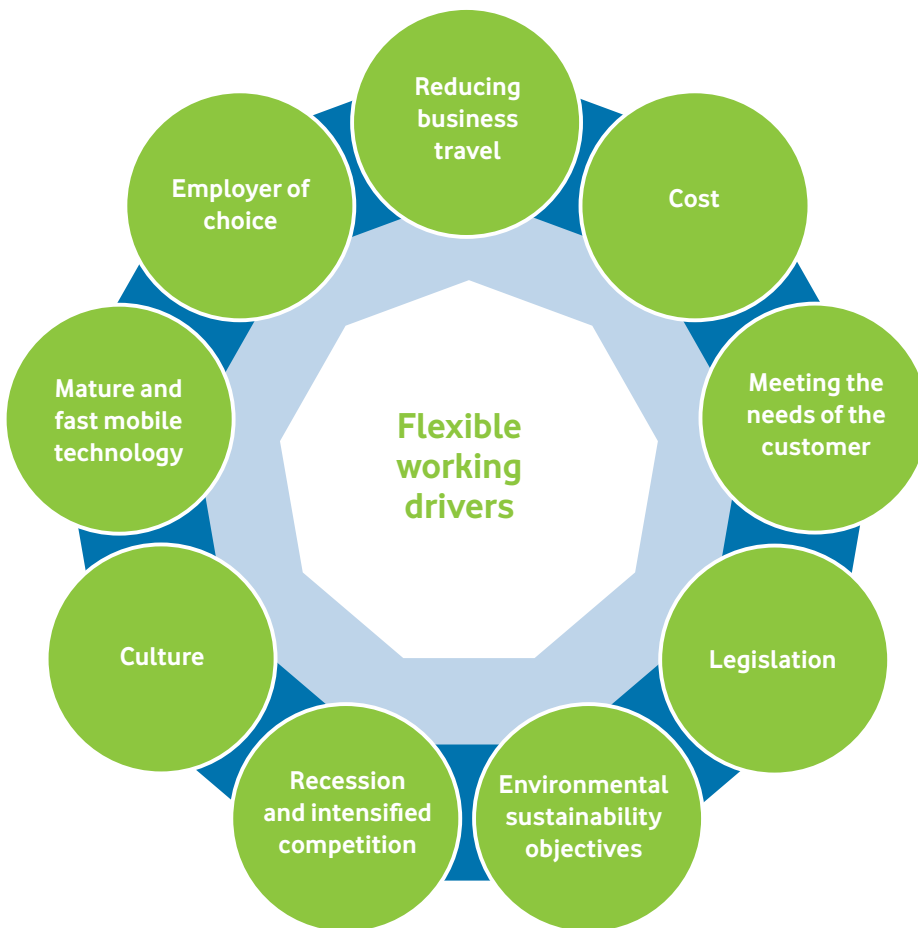 Reducing
business
travel
Cost
Meeting the
needs of the
customer
Legislation
Environmental
sustainability
objectives
Recession
and intensified
competition
Culture
Mature and
fast mobile
technology
Employer of
choice
Flexible
working
drivers